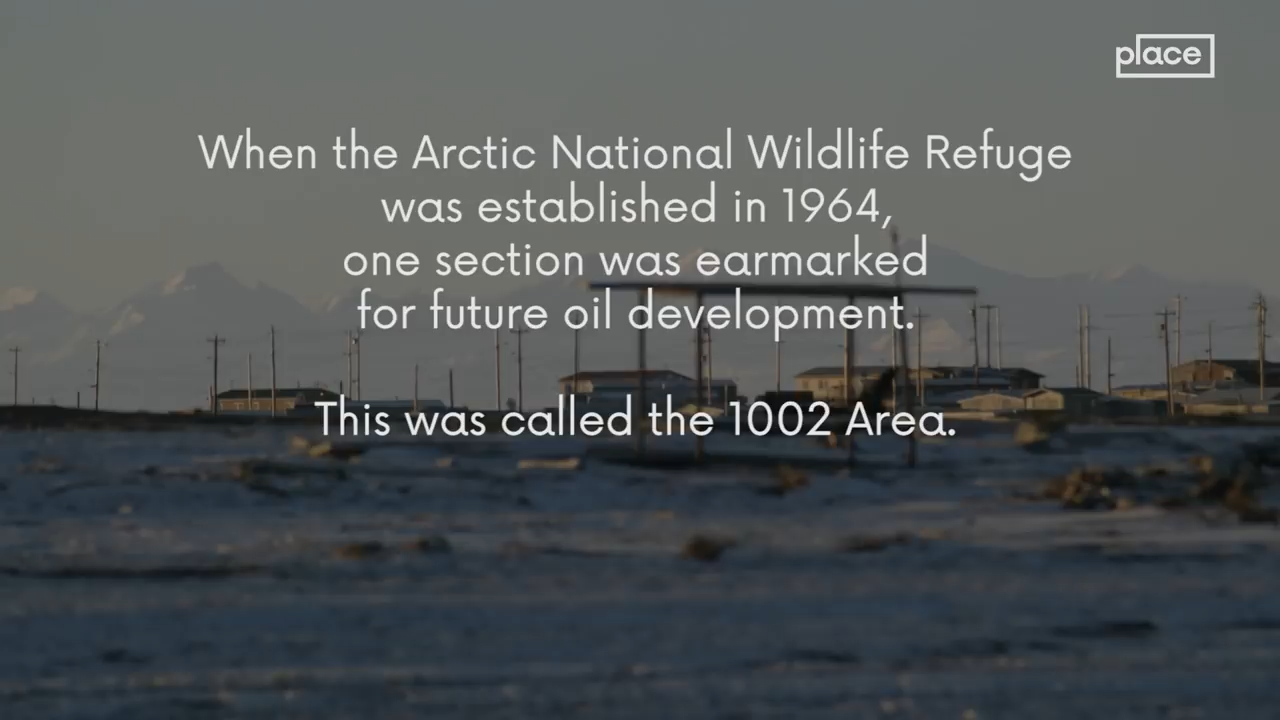 place
When the Arctic National Wildlife Refuge
was established in 1964,
one section was earmarked
for future oil development.
This was called the 1002 Area.